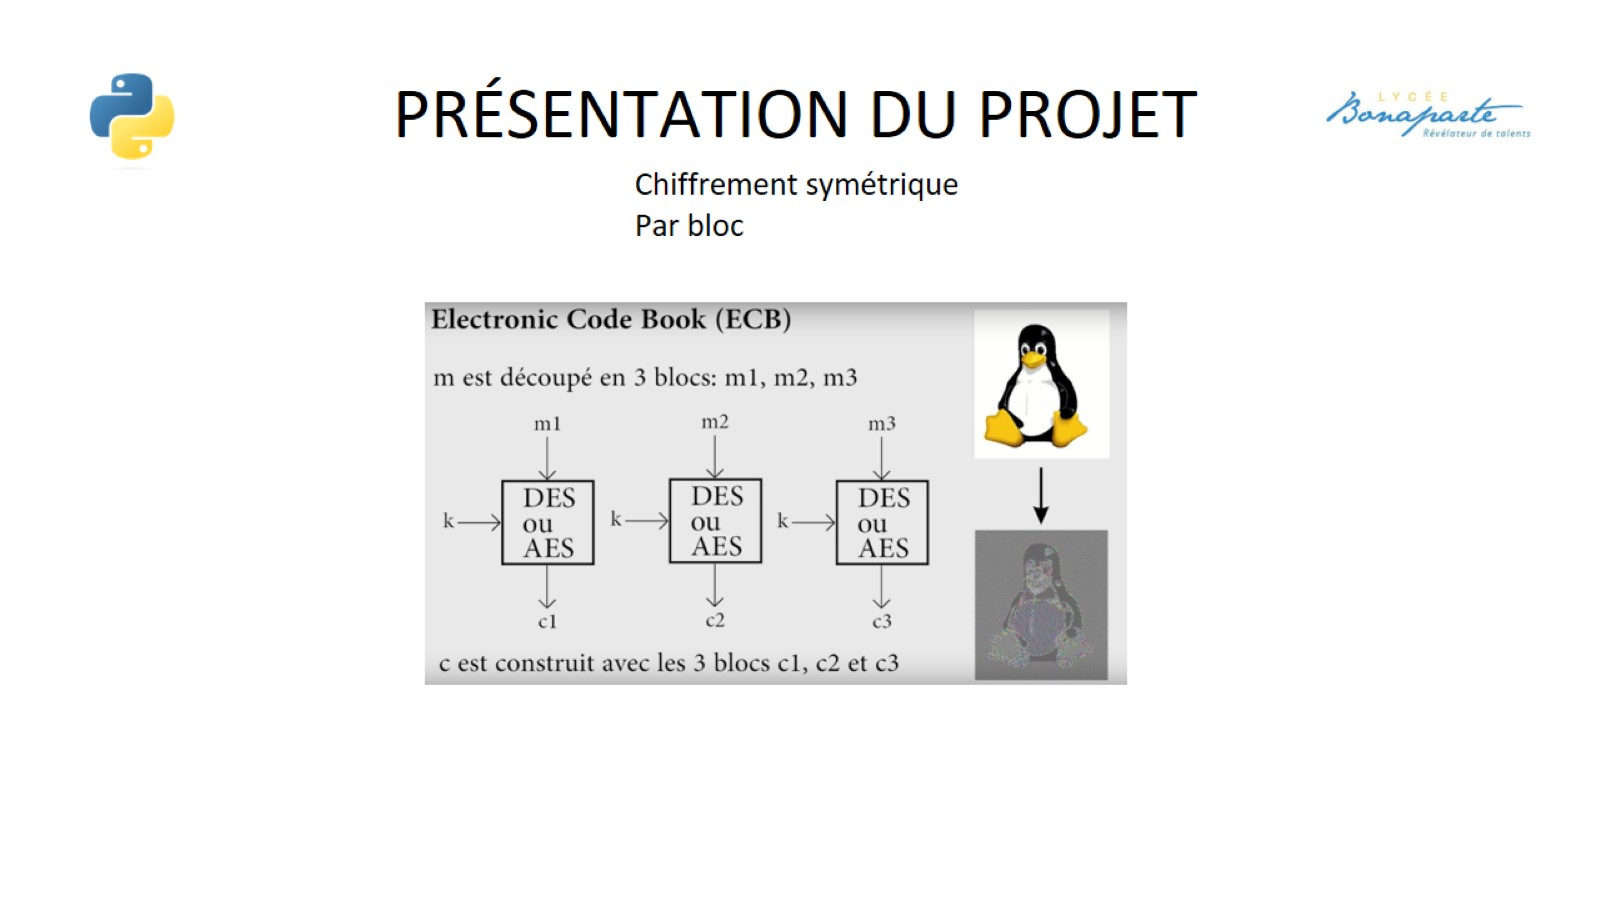 PRÉSENTATION DU PROJET
LYCÉE
Bonaparte
Révélateur de talents
Chiffrement symétrique
Par bloc
Electronic Code Book (ECB)
m est découpé en 3 blocs: m1, m2, m3
m1 m2 m3
k DES ou AES
k DES ou AES
k DES ou AES
c1 c2 c3
c est construit avec les 3 blocs c1, c2 et c3